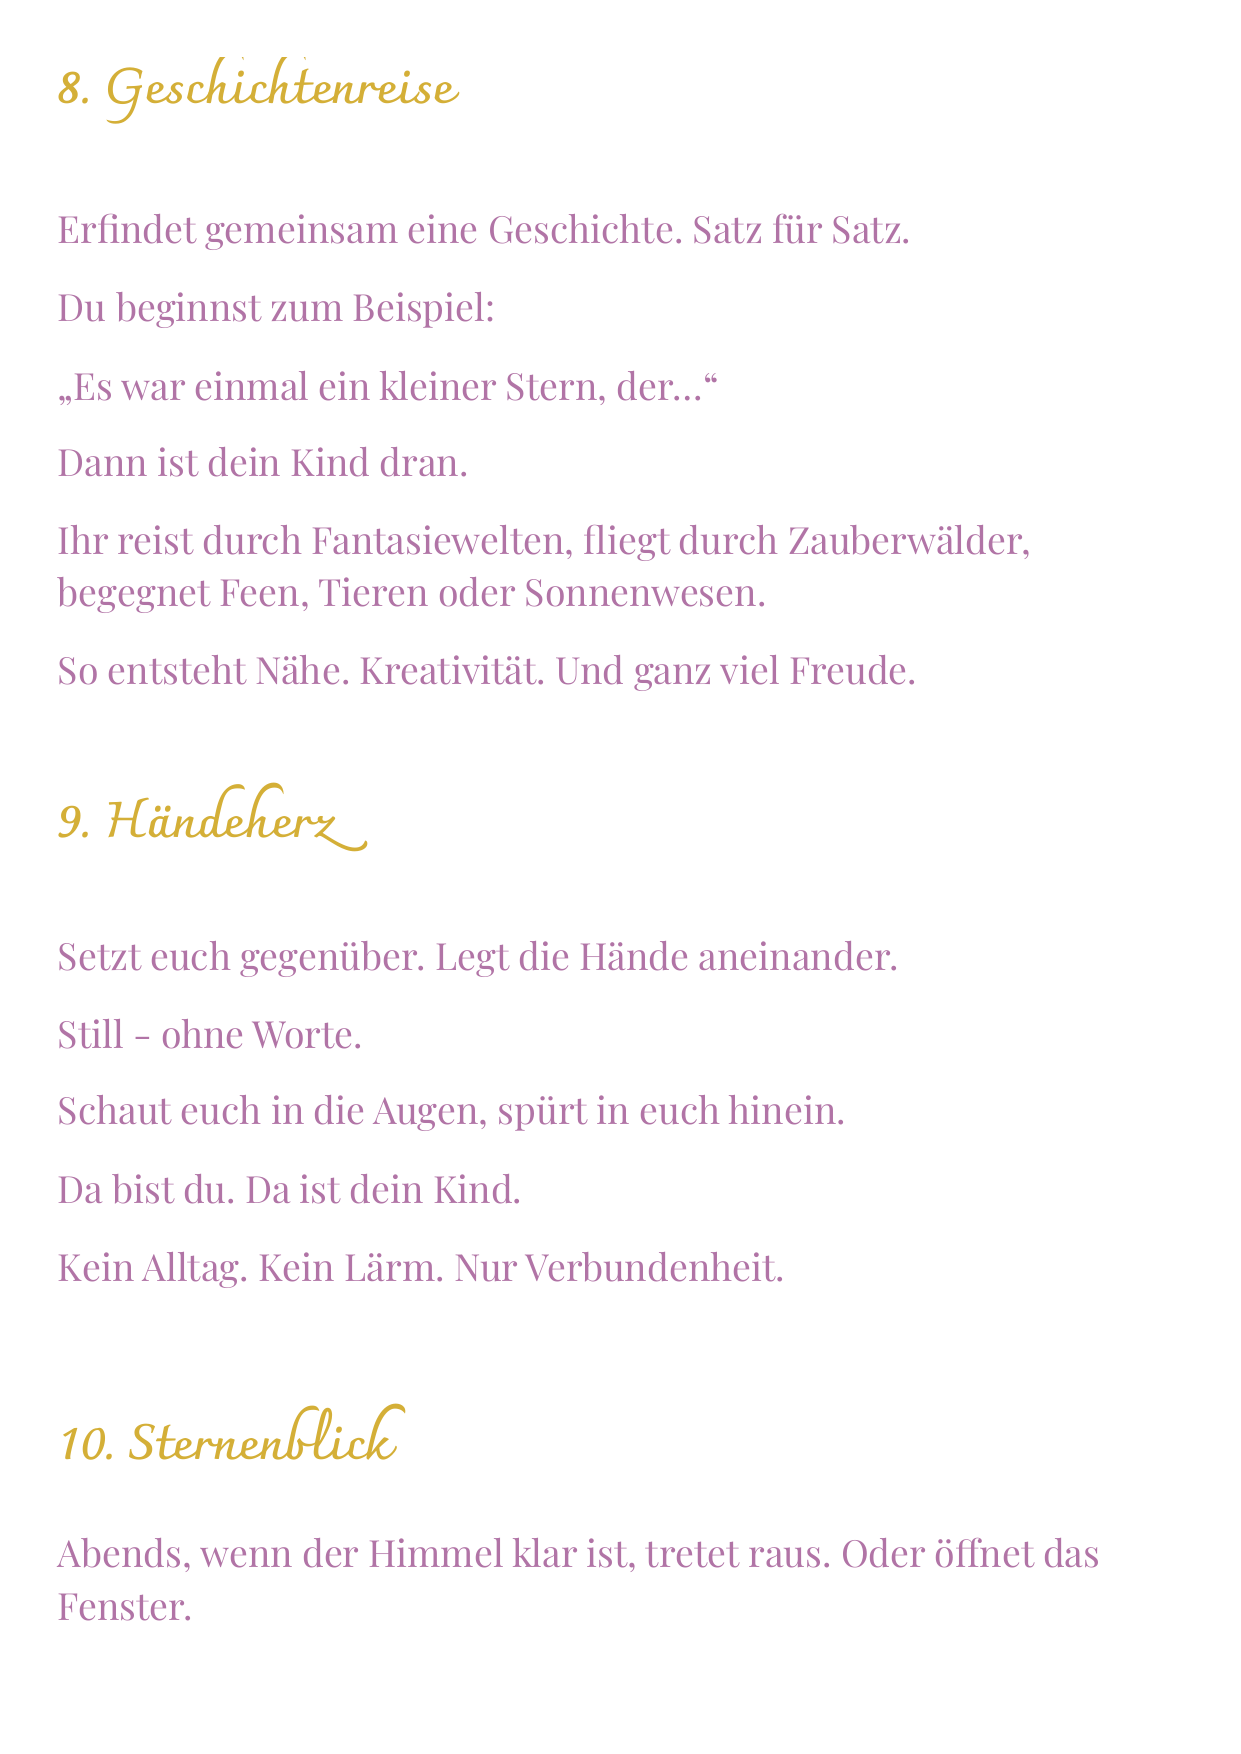 8. Geschichtenreise
Erfindet gemeinsam eine Geschichte. Satz für Satz.
Du beginnst zum Beispiel:
„Es war einmal ein kleiner Stern, der…“
Dann ist dein Kind dran.
Ihr reist durch Fantasiewelten, fliegt durch Zauberwälder,
begegnet Feen, Tieren oder Sonnenwesen.
So entsteht Nähe. Kreativität. Und ganz viel Freude.
9. Händeherz
Setzt euch gegenüber. Legt die Hände aneinander.
Still - ohne Worte.
Schaut euch in die Augen, spürt in euch hinein.
Da bist du. Da ist dein Kind.
Kein Alltag. Kein Lärm. Nur Verbundenheit.
10. Sternenblick
Abends, wenn der Himmel klar ist, tretet raus. Oder öffnet das
Fenster.